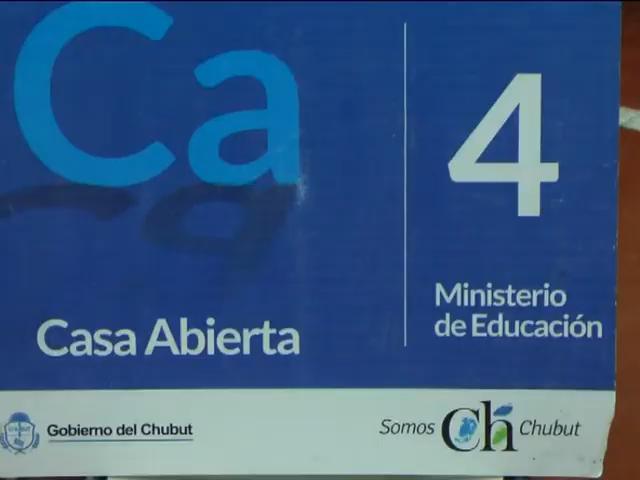 Ca
4
Casa Abierta
Ministerio
de Educación
Gobierno del Chubut
Somos Ch Chubut